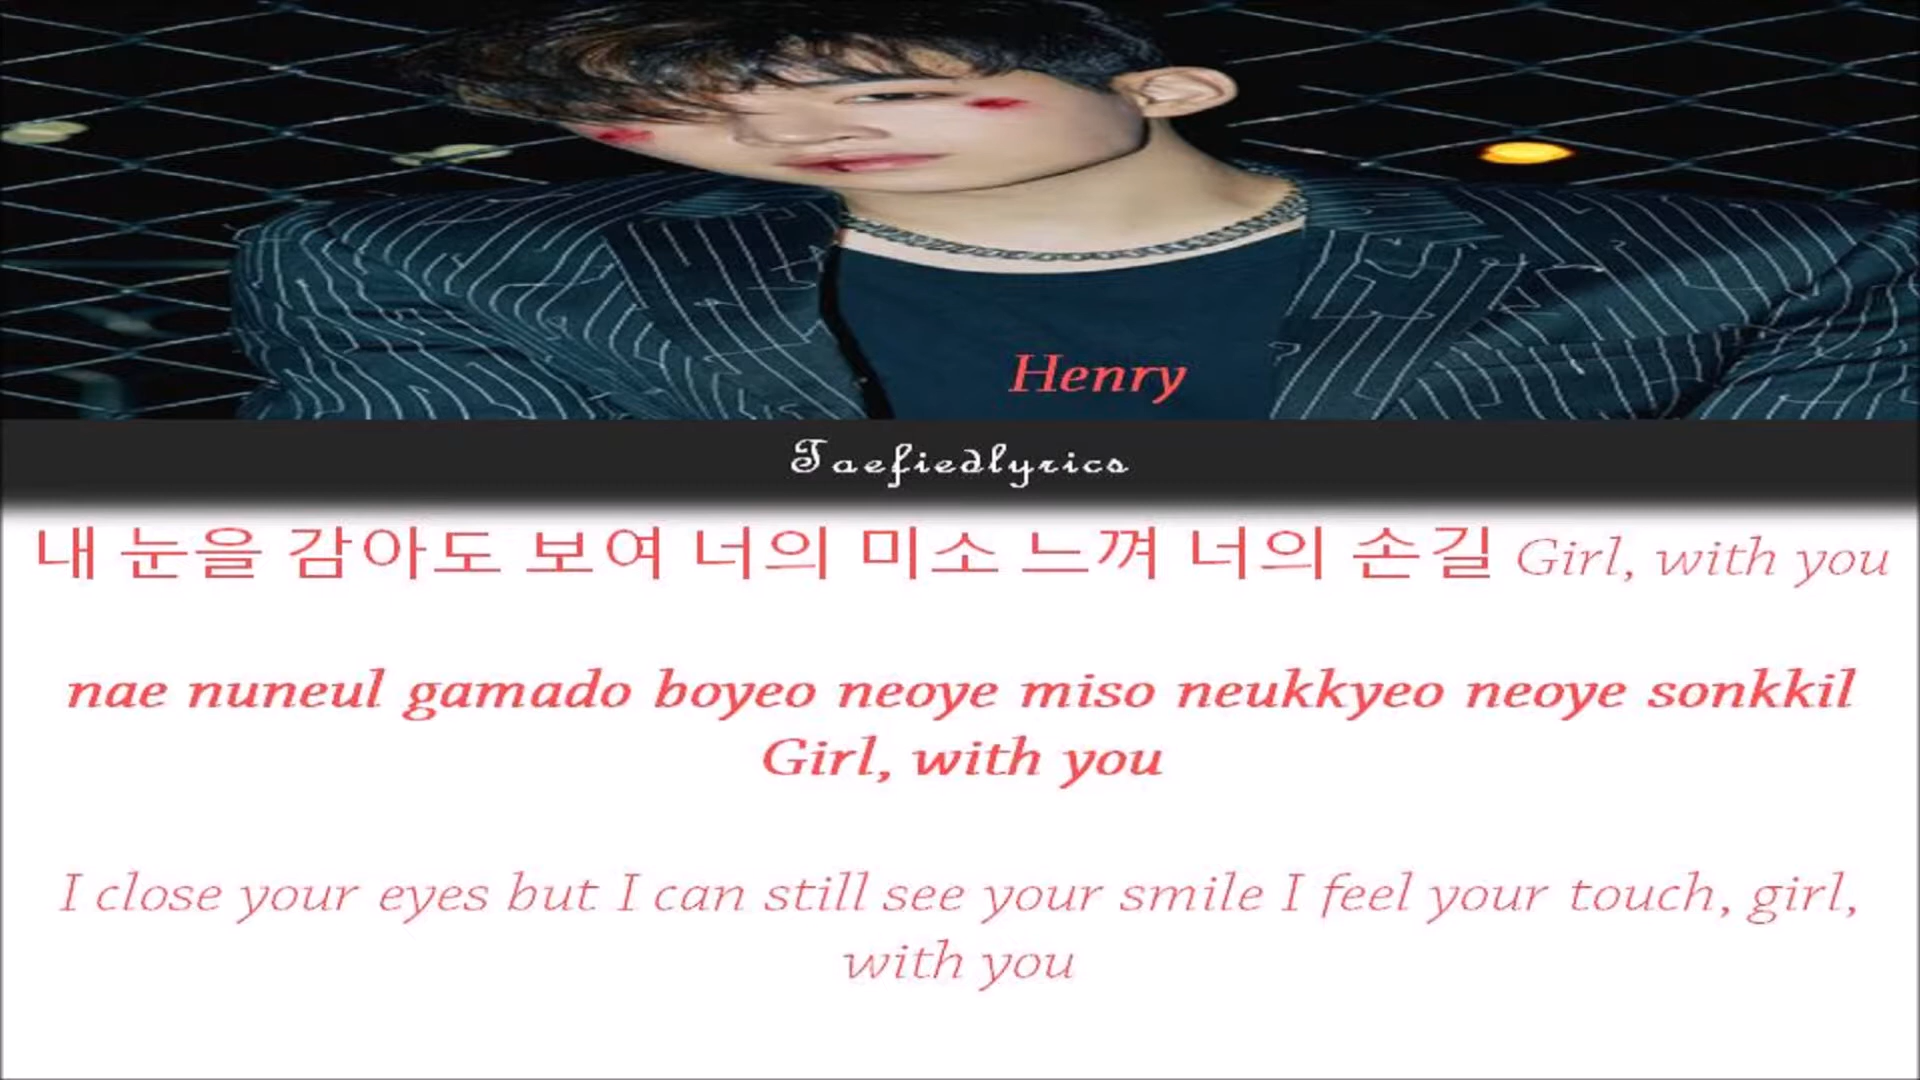 Henry
Taefiedlyrics
내 눈을 감아도 보여 너의 미소 느껴 너의 손길 Girl, with you
nae nuneul gamado boyeo neoye miso neukkyeo neoye sonkkil
Girl, with you
I close your eyes but I can still see your smile I feel your touch, girl,
with you